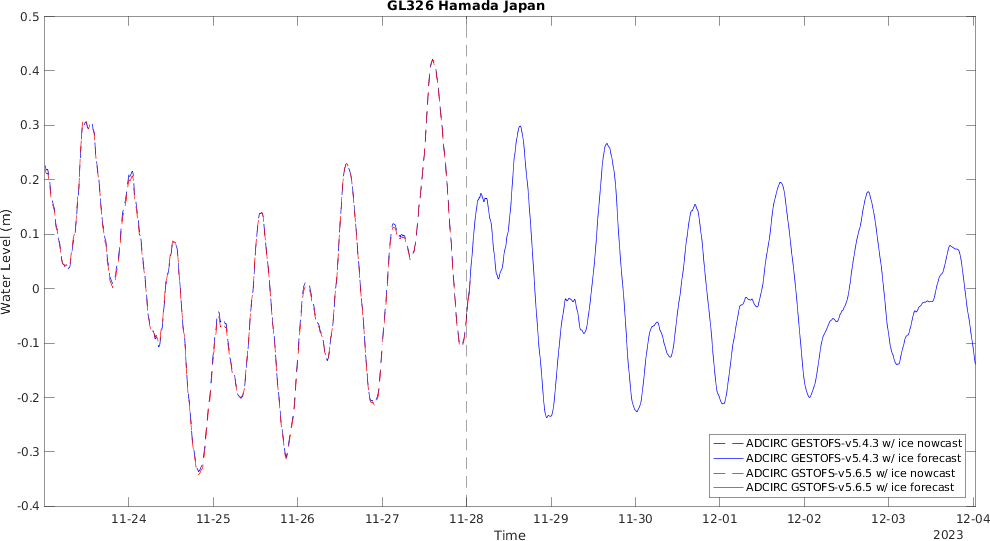 GL326 Hamada Japan
0.5
0.4
0.3
0.2
0.1
0
-0.1
-0.2
-0.3
-0.4
Water Level (m)
ADCIRC GESTOFS-v5.4.3 w/ ice nowcast
ADCIRC GESTOFS-v5.4.3 w/ ice forecast
ADCIRC GSTOFS-v5.6.5 w/ ice nowcast
ADCIRC GSTOFS-v5.6.5 w/ ice forecast
11-24 11-25 11-26 11-27 11-28 11-29 11-30 12-01 12-02 12-03 12-04
Time
2023